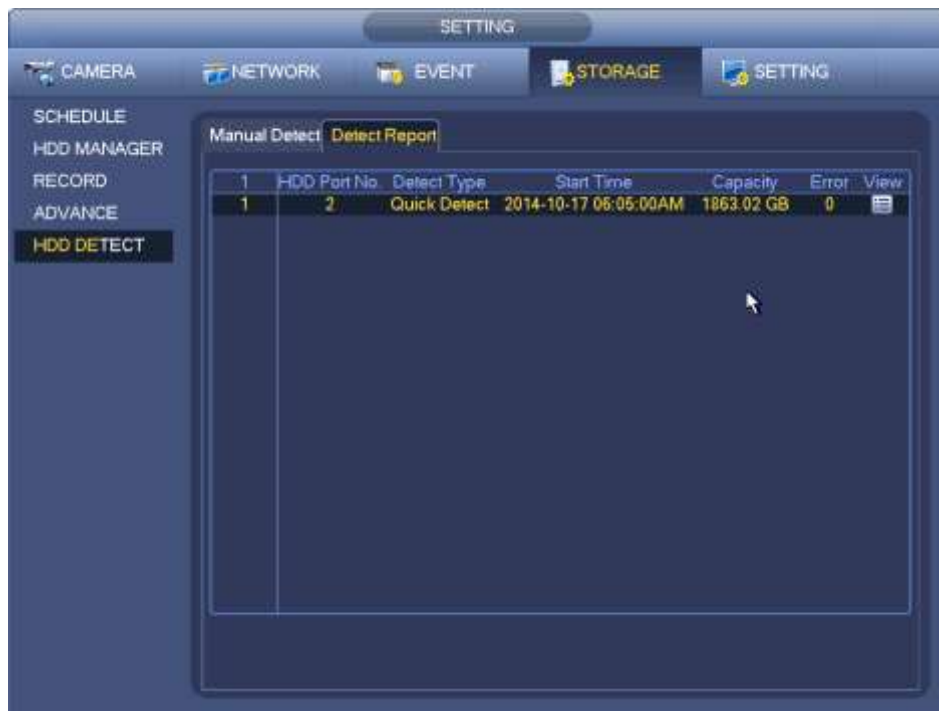 SETTING
CAMERA NETWORK EVENT STORAGE SETTING
SCHEDULE
HDD MANAGER
RECORD
ADVANCE
HDD DETECT
Manual Detect Detect Report
1 HDD Port No. Detect Type Start Time Capacity Error View
1 2 Quick Detect 2014-10-17 06:05:00AM 1863.02 GB 0